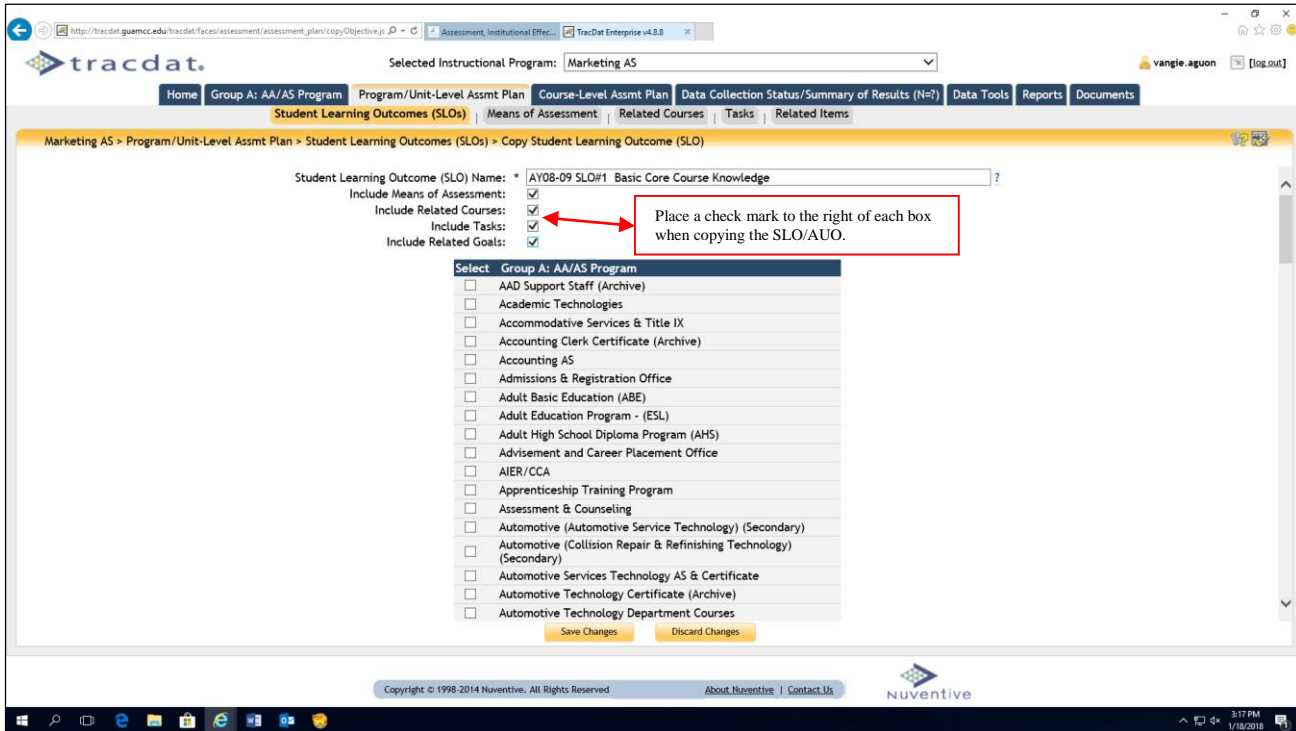 http://tracdat.guamcc.edu/tracdat/faces/assessment/assessment_plan/copyObjective.js
Assessment, Institutional Effec...
TracDat Enterprise v4.8.8
tracdat.
Selected Instructional Program: Marketing AS
vangie.aguon [log out]
Home Group A: AA/AS Program Program/Unit-Level Assmt Plan Course-Level Assmt Plan Data Collection Status/Summary of Results (N=?) Data Tools Reports Documents
Student Learning Outcomes (SLOs) Means of Assessment Related Courses Tasks Related Items
Marketing AS > Program/Unit-Level Assmt Plan > Student Learning Outcomes (SLOs) > Copy Student Learning Outcome (SLO)
Student Learning Outcome (SLO) Name: * AY08-09 SLO#1 Basic Core Course Knowledge ?
Include Means of Assessment:
Include Related Courses:
Include Tasks:
Include Related Goals:
Place a check mark to the right of each box
when copying the SLO/AUO.
Select Group A: AA/AS Program
AAD Support Staff (Archive)
Academic Technologies
Accommodative Services & Title IX
Accounting Clerk Certificate (Archive)
Accounting AS
Admissions & Registration Office
Adult Basic Education (ABE)
Adult Education Program - (ESL)
Adult High School Diploma Program (AHS)
Advisement and Career Placement Office
AIER/CCA
Apprenticeship Training Program
Assessment & Counseling
Automotive (Automotive Service Technology) (Secondary)
Automotive (Collision Repair & Refinishing Technology)
(Secondary)
Automotive Services Technology AS & Certificate
Automotive Technology Certificate (Archive)
Automotive Technology Department Courses
Save Changes Discard Changes
Copyright © 1998-2014 Nuventive. All Rights Reserved About Nuventive | Contact Us
nuventive
3:17 PM
1/18/2018